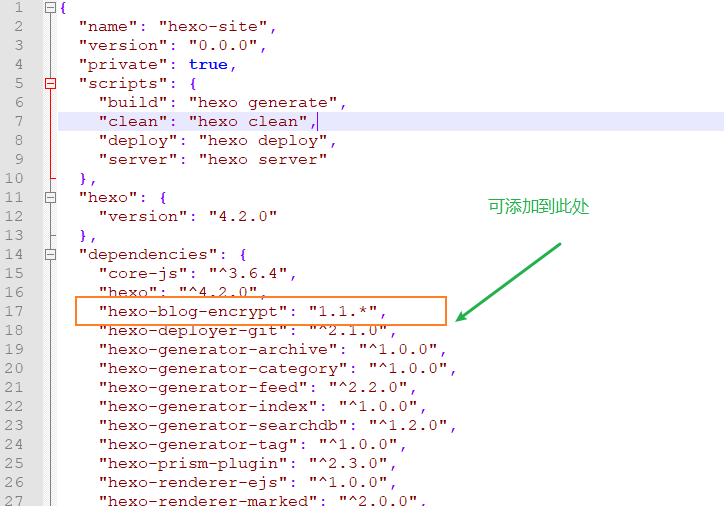 1 {
2 "name": "hexo-site",
3 "version": "0.0.0",
4 "private": true,
5 "scripts": {
6 "build": "hexo generate",
7 "clean": "hexo clean",
8 "deploy": "hexo deploy",
9 "server": "hexo server"
10 },
11 "hexo": {
12 "version": "4.2.0"
可添加到此处
13 },
14 "dependencies": {
15 "core-js": "^3.6.4",
16 "hexo": "^4.2.0",
17 "hexo-blog-encrypt": "1.1.*",
18 "hexo-deployer-git": "^2.1.0",
19 "hexo-generator-archive": "^1.0.0",
20 "hexo-generator-category": "^1.0.0",
21 "hexo-generator-feed": "^2.2.0",
22 "hexo-generator-index": "^1.0.0",
23 "hexo-generator-searchdb": "^1.2.0",
24 "hexo-generator-tag": "^1.0.0",
25 "hexo-prism-plugin": "^2.3.0",
26 "hexo-renderer-ejs": "^1.0.0",
27 "hexo-renderer-marked": "^2.0.0",